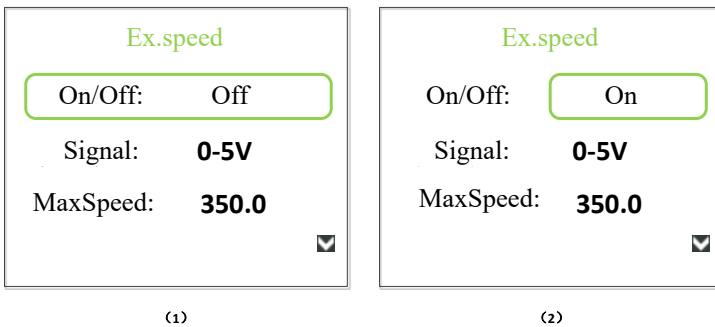 Ex.speed
On/Off: Off
Signal: 0-5V
MaxSpeed: 350.0
(1)
Ex.speed
On/Off: On
Signal: 0-5V
MaxSpeed: 350.0
(2)